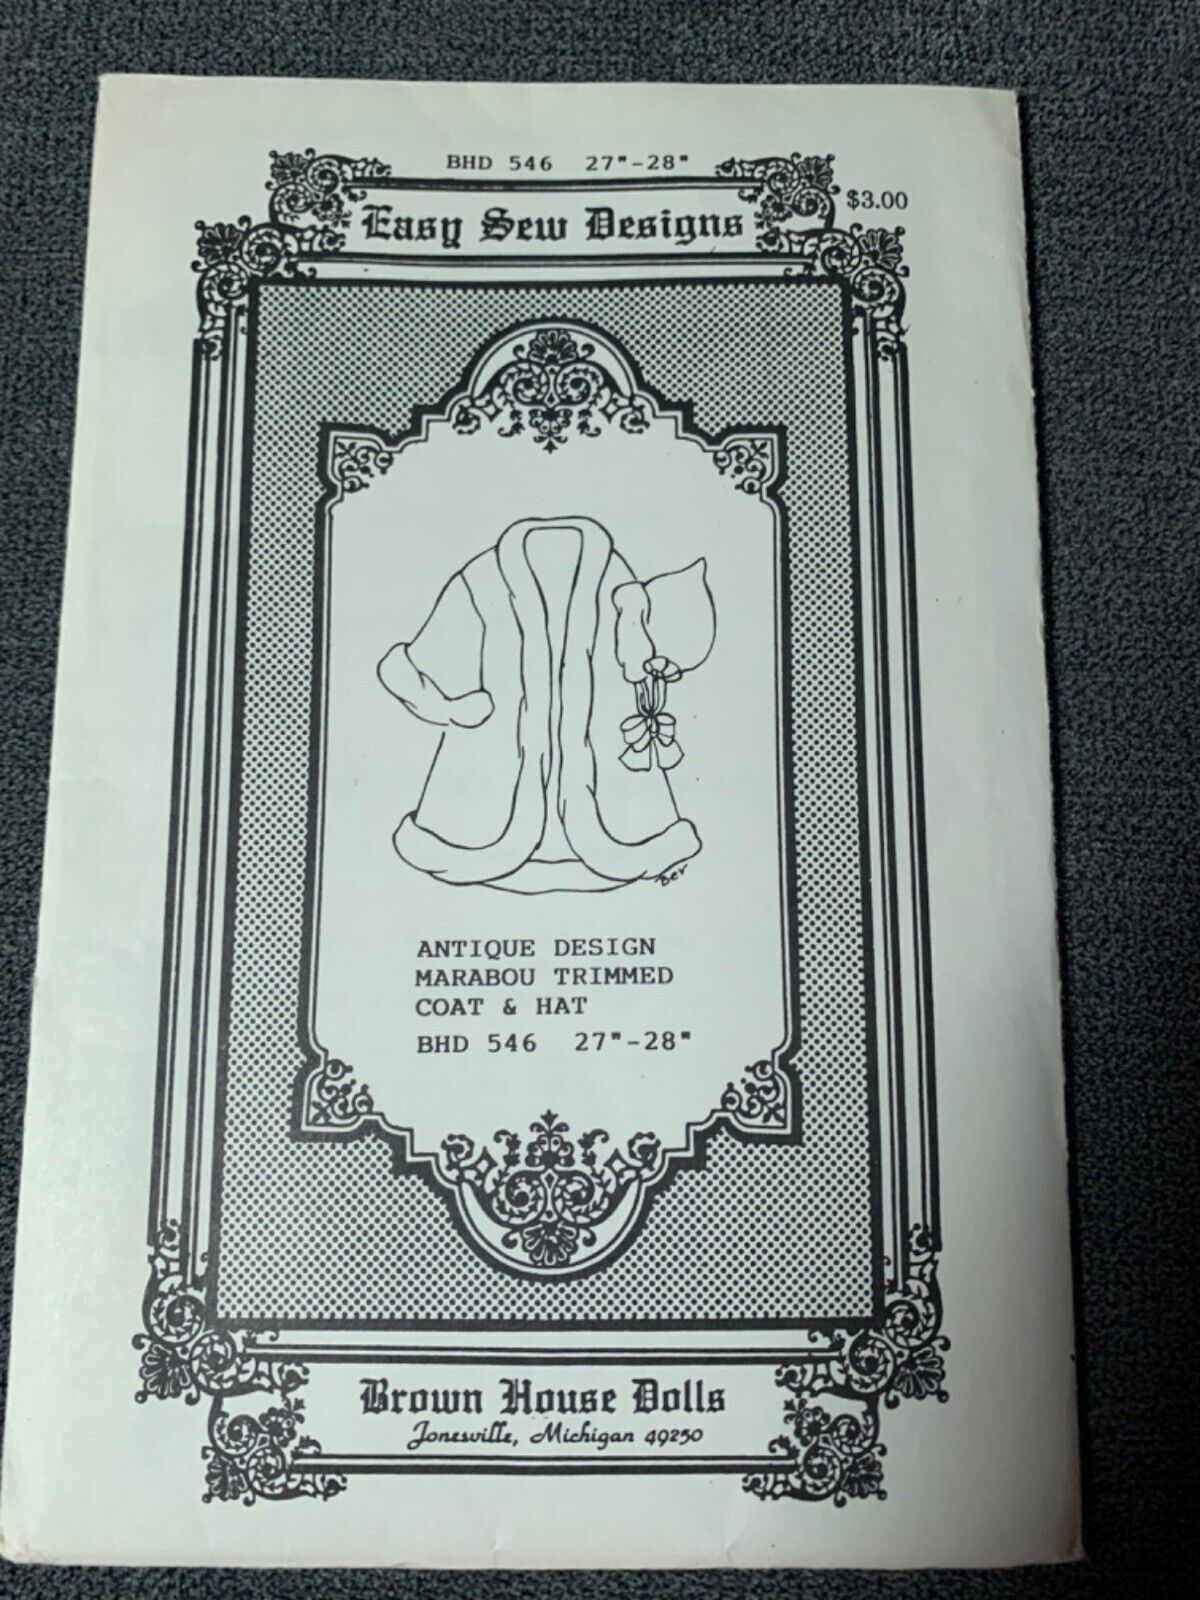 BHD 546 27"-28"
$3.00
Easy Sew Designs
Bev
ANTIQUE DESIGN
MARABOU TRIMMED
COAT & HAT
BHD 546 27"-28"
Brown House Dolls
Jonesville, Michigan 49250